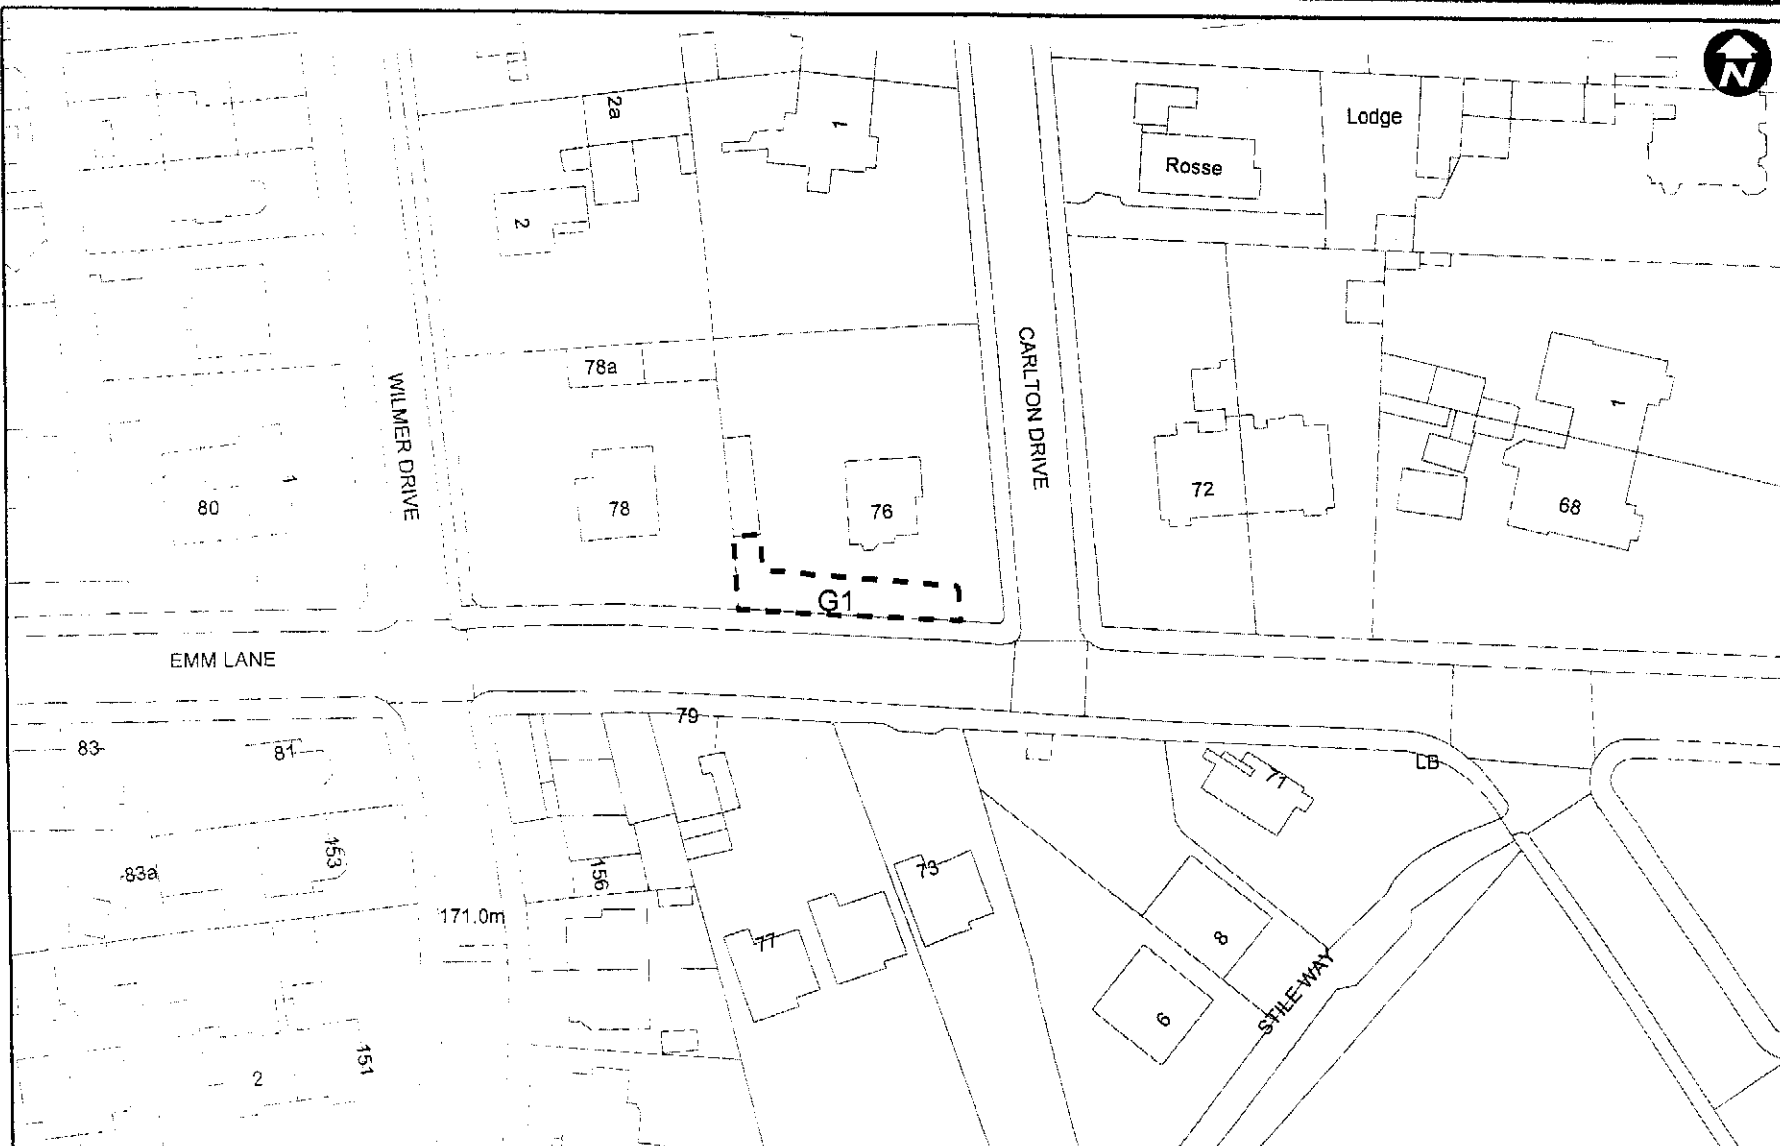 N
2a
1
Lodge
Rosse
2
CARLTON DRIVE
78a
WILMER DRIVE
1
1
80
78
76
72
68
G1
EMM LANE
79
83
81
71
LB
153
83a
156
73
171.0m
77
8
6
STILE WAY
151
2